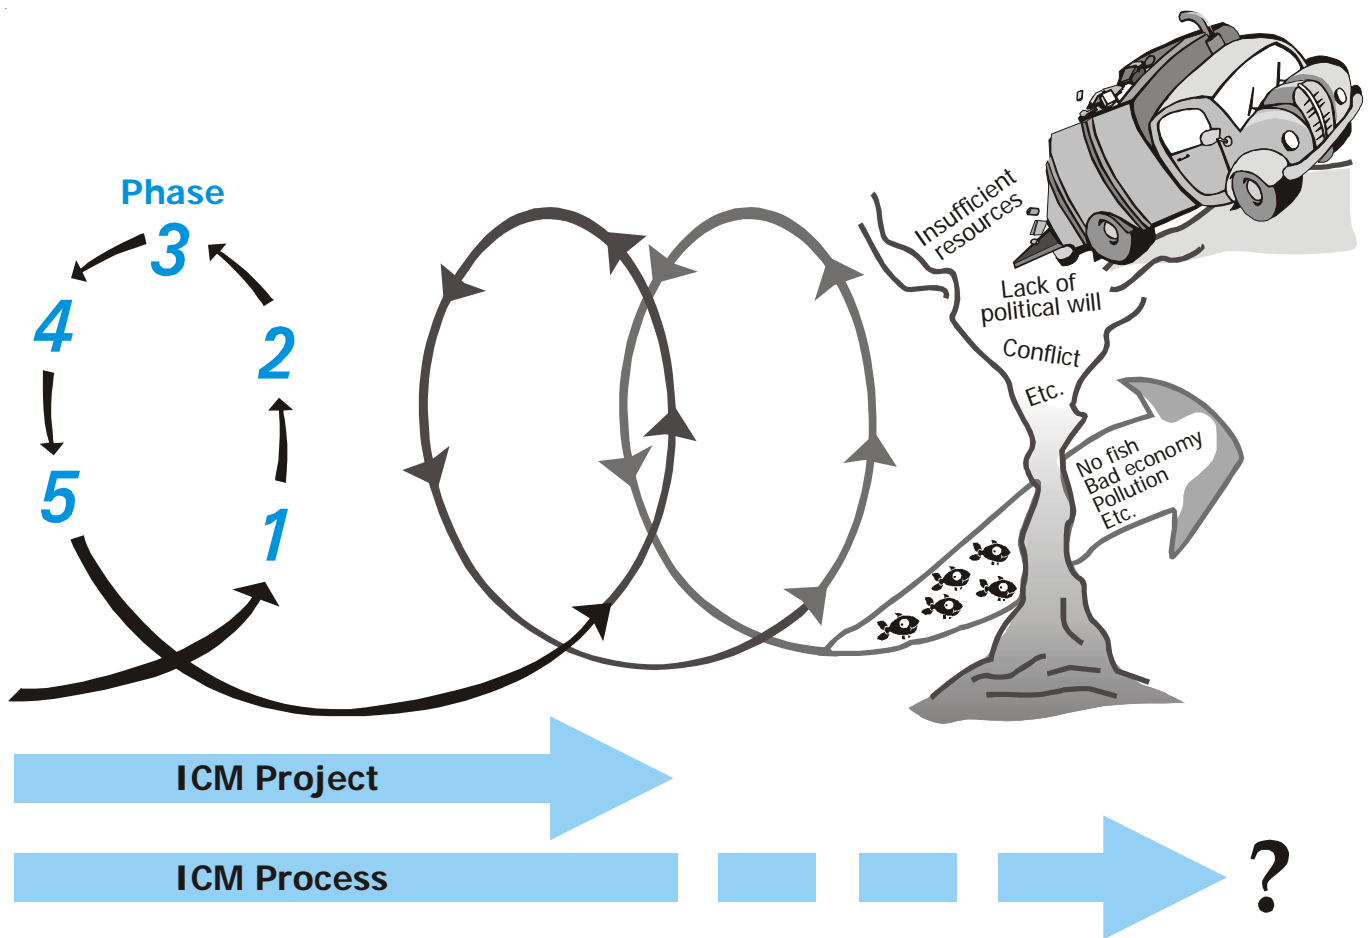 Phase
3
4
2
5
1
Insufficient
resources
Lack of
political will
Conflict
Etc.
No fish
Bad economy
Pollution
Etc.
ICM Project
ICM Process
?